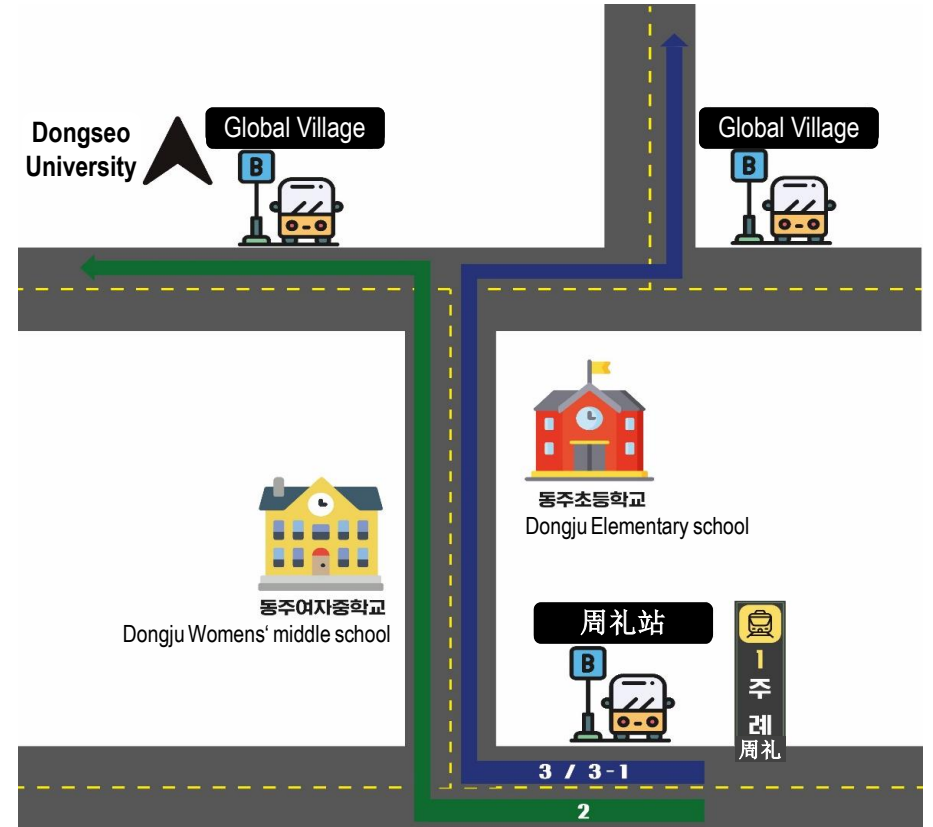 Dongseo
University
Global Village
B
Global Village
B
동주초등학교
Dongju Elementary school
동주여자중학교
Dongju Womens‘ middle school
周礼站
B
1
주
례
周礼
3 / 3-1
2